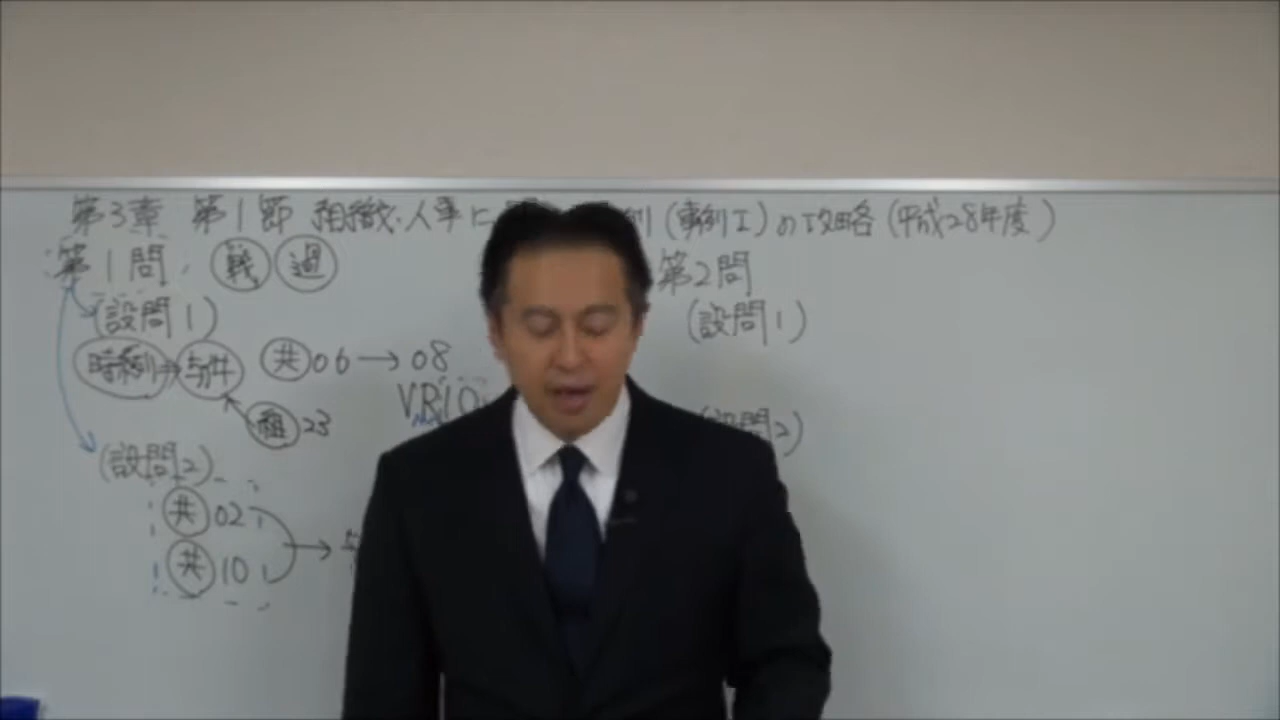 第3章 第1節 組織・人事に 例(事例I)の攻略(平成28年度)
第1問 戦 過
(設問1)
時系列 与件 共06→08
VRIO
組23
(設問2)
共02
共10
第2問
(設問1)
(設問2)